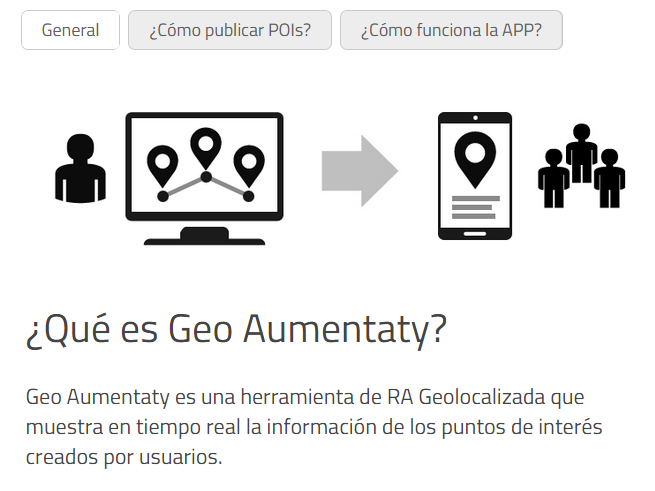 General
¿Cómo publicar POIs?
¿Cómo funciona la APP?
¿Qué es Geo Aumentaty?
Geo Aumentaty es una herramienta de RA Geolocalizada que
muestra en tiempo real la información de los puntos de interés
creados por usuarios.